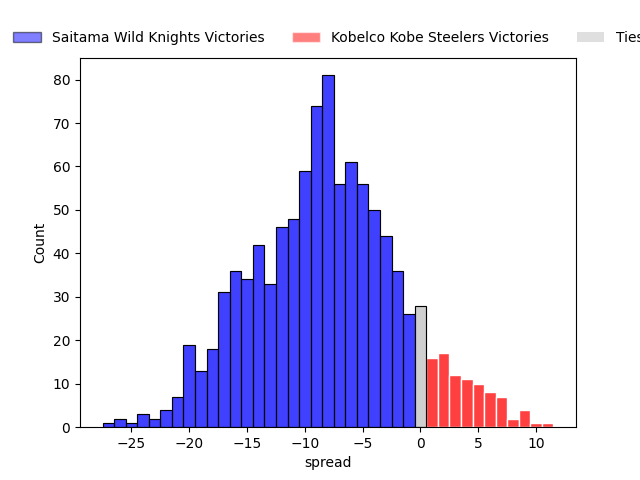 Saitama Wild Knights Victories Kobelco Kobe Steelers Victories Ties
80
70
60
50
40
30
20
10
0
Count
−25 −20 −15 −10 −5 0 5 10
spread